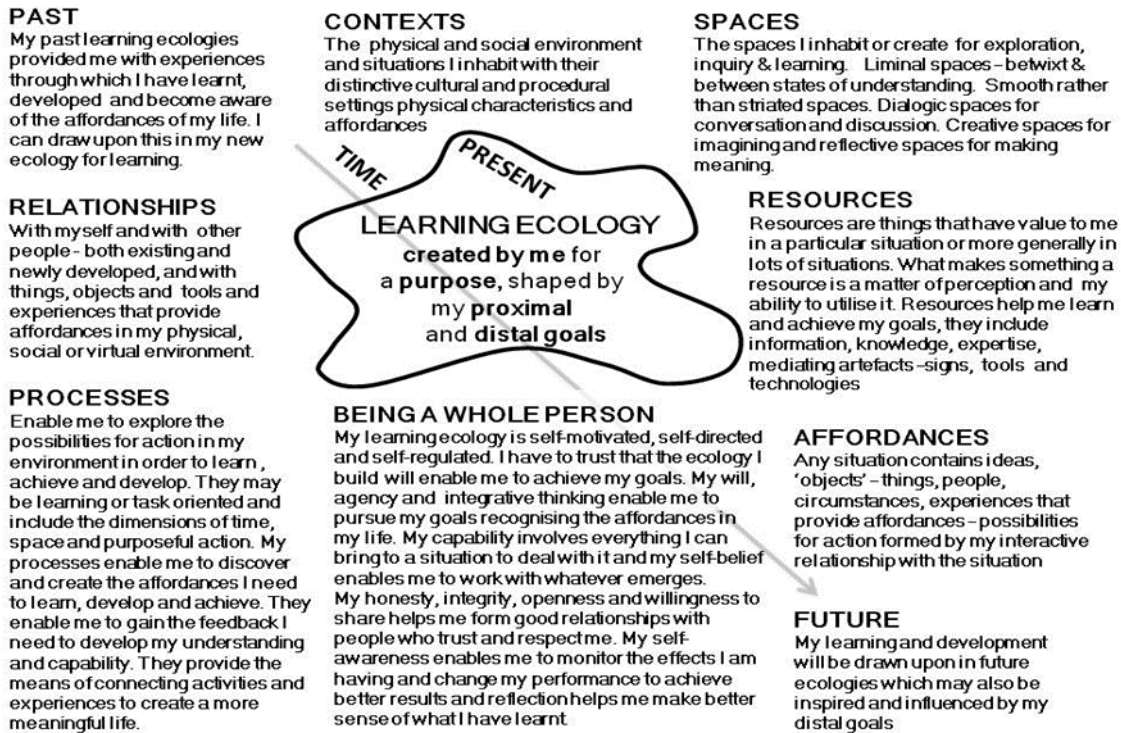 PAST
My past learning ecologies
provided me with experiences
through which I have learnt,
developed and become aware
of the affordances of my life. I
can draw upon this in my new
ecology for learning.
CONTEXTS
The physical and social environment
and situations I inhabit with their
distinctive cultural and procedural
settings physical characteristics and
affordances
SPACES
The spaces I inhabit or create for exploration,
inquiry & learning. Liminal spaces – betwixt &
between states of understanding. Smooth rather
than striated spaces. Dialogic spaces for
conversation and discussion. Creative spaces for
imagining and reflective spaces for making
meaning.
TIME
PRESENT
LEARNING ECOLOGY
created by me for
a purpose, shaped by
my proximal
and distal goals
RELATIONSHIPS
With myself and with other
people - both existing and
newly developed, and with
things, objects and tools and
experiences that provide
affordances in my physical,
social or virtual environment.
RESOURCES
Resources are things that have value to me
in a particular situation or more generally in
lots of situations. What makes something a
resource is a matter of perception and my
ability to utilise it. Resources help me learn
and achieve my goals, they include
information, knowledge, expertise,
mediating artefacts –signs, tools and
technologies
PROCESSES
Enable me to explore the
possibilities for action in my
environment in order to learn ,
achieve and develop. They may
be learning or task oriented and
include the dimensions of time,
space and purposeful action. My
processes enable me to discover
and create the affordances I need
to learn, develop and achieve. They
enable me to gain the feedback I
need to develop my understanding
and capability. They provide the
means of connecting activities and
experiences to create a more
meaningful life.
BEING A WHOLE PERSON
My learning ecology is self-motivated, self-directed
and self-regulated. I have to trust that the ecology I
build will enable me to achieve my goals. My will,
agency and integrative thinking enable me to
pursue my goals recognising the affordances in
my life. My capability involves everything I can
bring to a situation to deal with it and my self-belief
enables me to work with whatever emerges.
My honesty, integrity, openness and willingness to
share helps me form good relationships with
people who trust and respect me. My self-
awareness enables me to monitor the effects I am
having and change my performance to achieve
better results and reflection helps me make better
sense of what I have learnt.
AFFORDANCES
Any situation contains ideas,
'objects' – things, people,
circumstances, experiences that
provide affordances – possibilities
for action formed by my interactive
relationship with the situation
FUTURE
My learning and development
will be drawn upon in future
ecologies which may also be
inspired and influenced by my
distal goals